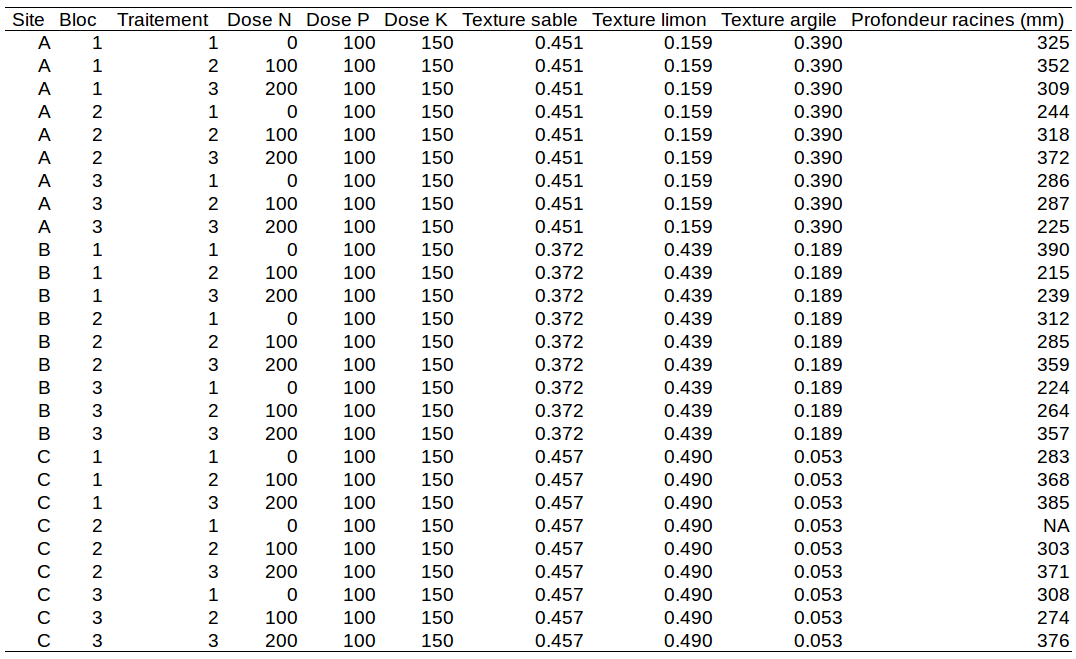 Site Bloc Traitement Dose N Dose P Dose K Texture sable Texture limon Texture argile Profondeur racines (mm)
A 1 1 0 100 150 0.451 0.159 0.390 325
A 1 2 100 100 150 0.451 0.159 0.390 352
A 1 3 200 100 150 0.451 0.159 0.390 309
A 2 1 0 100 150 0.451 0.159 0.390 244
A 2 2 100 100 150 0.451 0.159 0.390 318
A 2 3 200 100 150 0.451 0.159 0.390 372
A 3 1 0 100 150 0.451 0.159 0.390 286
A 3 2 100 100 150 0.451 0.159 0.390 287
A 3 3 200 100 150 0.451 0.159 0.390 225
B 1 1 0 100 150 0.372 0.439 0.189 390
B 1 2 100 100 150 0.372 0.439 0.189 215
B 1 3 200 100 150 0.372 0.439 0.189 239
B 2 1 0 100 150 0.372 0.439 0.189 312
B 2 2 100 100 150 0.372 0.439 0.189 285
B 2 3 200 100 150 0.372 0.439 0.189 359
B 3 1 0 100 150 0.372 0.439 0.189 224
B 3 2 100 100 150 0.372 0.439 0.189 264
B 3 3 200 100 150 0.372 0.439 0.189 357
C 1 1 0 100 150 0.457 0.490 0.053 283
C 1 2 100 100 150 0.457 0.490 0.053 368
C 1 3 200 100 150 0.457 0.490 0.053 385
C 2 1 0 100 150 0.457 0.490 0.053 NA
C 2 2 100 100 150 0.457 0.490 0.053 303
C 2 3 200 100 150 0.457 0.490 0.053 371
C 3 1 0 100 150 0.457 0.490 0.053 308
C 3 2 100 100 150 0.457 0.490 0.053 274
C 3 3 200 100 150 0.457 0.490 0.053 376